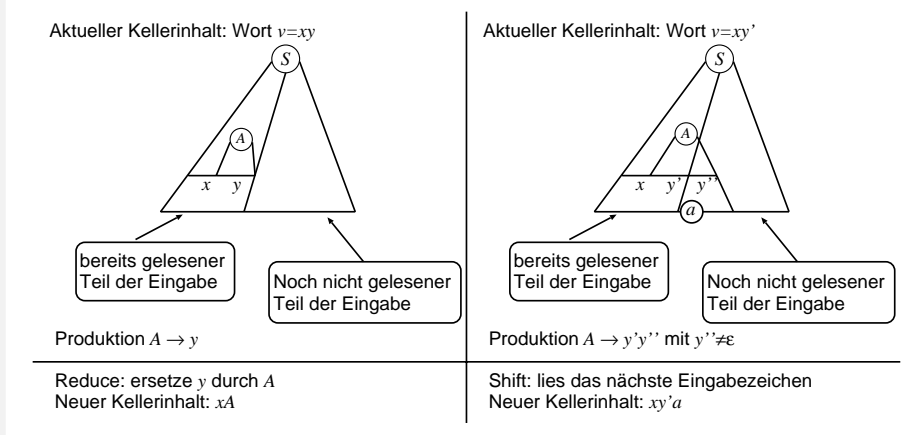 Aktueller Kellerinhalt: Wort v=xy
S
A
x y
bereits gelesener
Teil der Eingabe
Noch nicht gelesener
Teil der Eingabe
Produktion A → y
Reduce: ersetze y durch A
Neuer Kellerinhalt: xA
Aktueller Kellerinhalt: Wort v=xy’
S
A
x y’ y’’
a
bereits gelesener
Teil der Eingabe
Noch nicht gelesener
Teil der Eingabe
Produktion A → y’y’’ mit y’’≠ε
Shift: lies das nächste Eingabezeichen
Neuer Kellerinhalt: xy’a